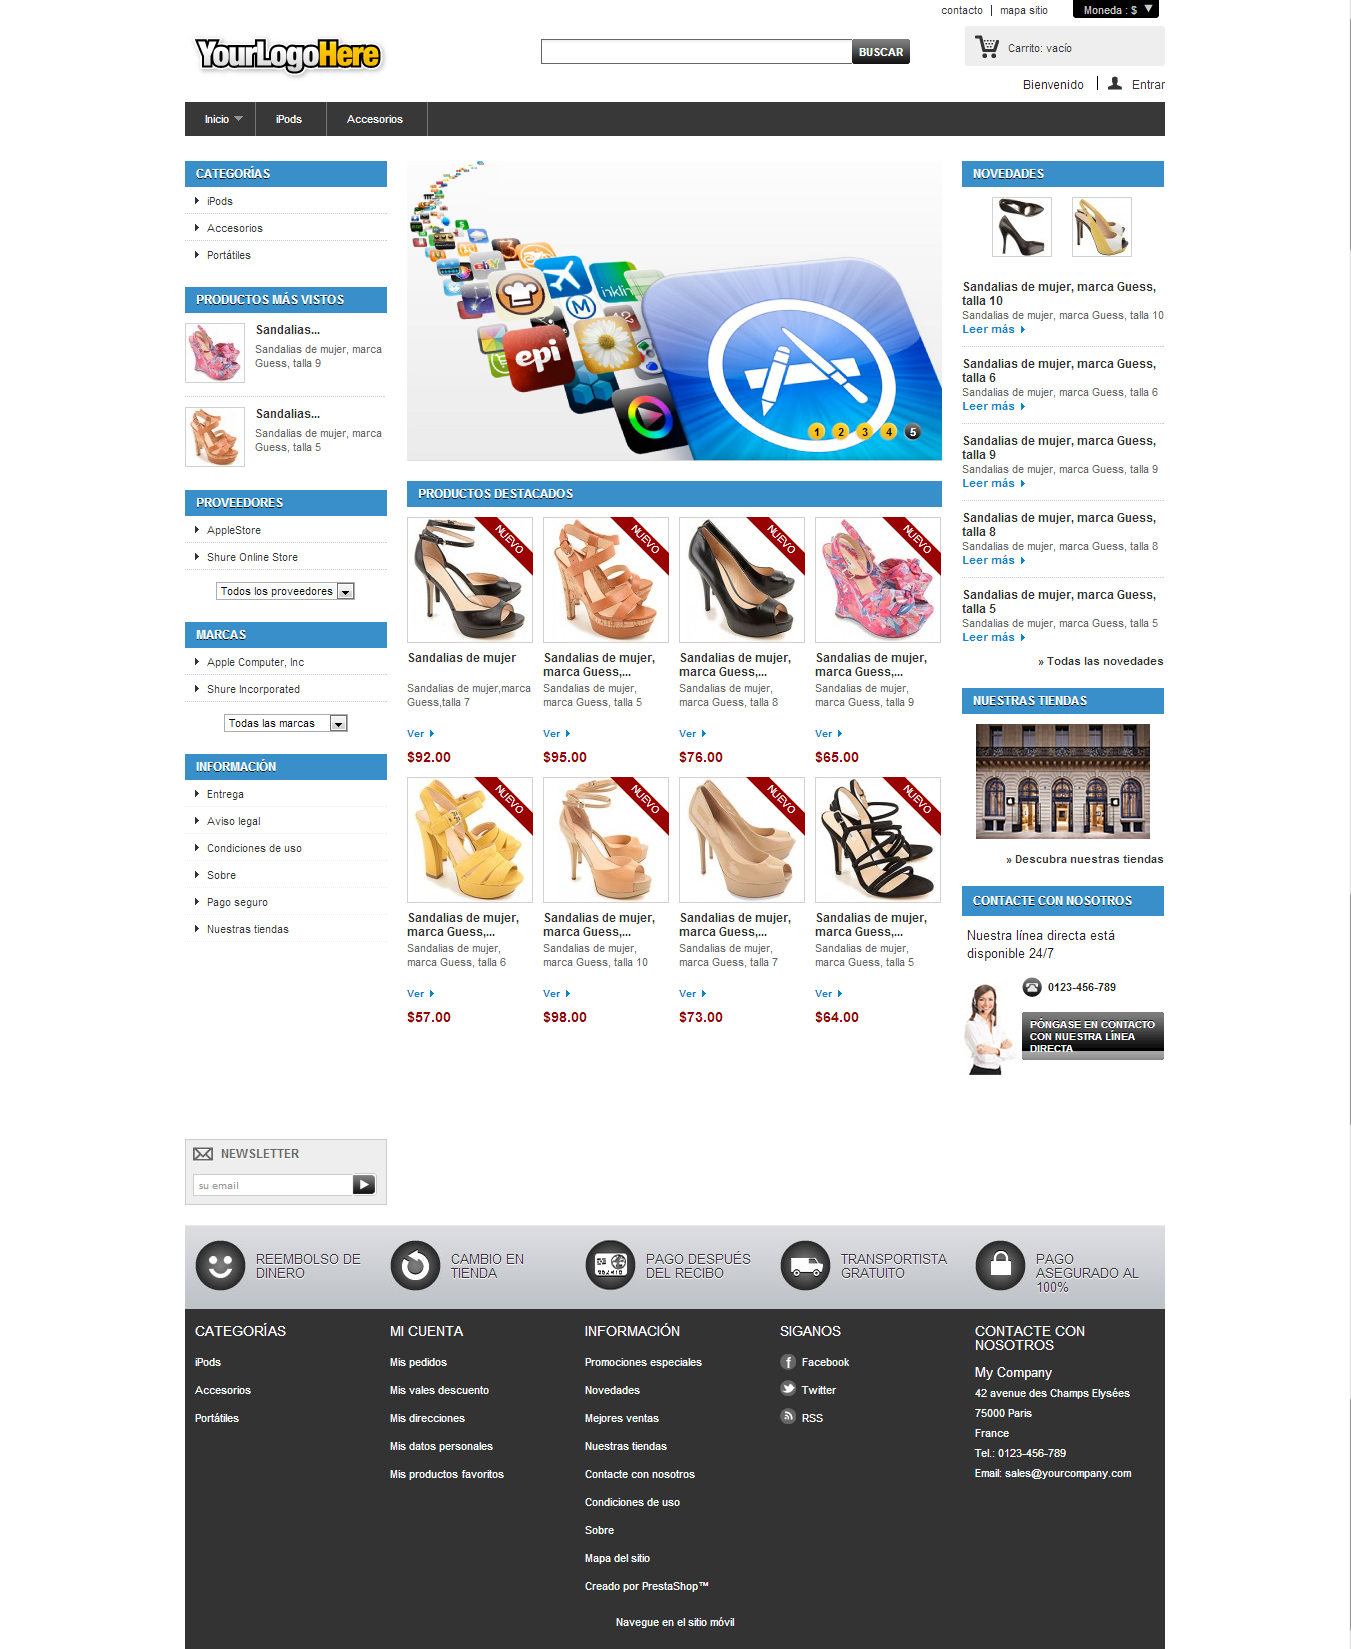 contacto | mapa sitio
Moneda : $
YourLogoHere
BUSCAR
Carrito: vacío
Bienvenido
Entrar
Inicio
iPods
Accesorios
CATEGORÍAS
iPods
Accesorios
Portátiles
PRODUCTOS MÁS VISTOS
Sandalias...
Sandalias de mujer, marca
Guess, talla 9
Sandalias...
Sandalias de mujer, marca
Guess, talla 5
PROVEEDORES
AppleStore
Shure Online Store
Todos los proveedores
MARCAS
Apple Computer, Inc
Shure Incorporated
Todas las marcas
INFORMACIÓN
Entrega
Aviso legal
Condiciones de uso
Sobre
Pago seguro
Nuestras tiendas
NEWSLETTER
su email
ebY
inklin
epi
1 2 3 4 5
PRODUCTOS DESTACADOS
NUEVO
NUEVO
NUEVO
NUEVO
Sandalias de mujer
Sandalias de mujer,marca
Guess,talla 7
Ver
$92.00
Sandalias de mujer,
marca Guess,...
Sandalias de mujer,
marca Guess, talla 5
Ver
$95.00
Sandalias de mujer,
marca Guess,...
Sandalias de mujer,
marca Guess, talla 8
Ver
$76.00
Sandalias de mujer,
marca Guess,...
Sandalias de mujer,
marca Guess, talla 9
Ver
$65.00
NUEVO
NUEVO
NUEVO
NUEVO
Sandalias de mujer,
marca Guess,...
Sandalias de mujer,
marca Guess, talla 6
Ver
$57.00
Sandalias de mujer,
marca Guess,...
Sandalias de mujer,
marca Guess, talla 10
Ver
$98.00
Sandalias de mujer,
marca Guess,...
Sandalias de mujer,
marca Guess, talla 7
Ver
$73.00
Sandalias de mujer,
marca Guess,...
Sandalias de mujer,
marca Guess, talla 5
Ver
$64.00
NOVEDADES
Sandalias de mujer, marca Guess,
talla 10
Sandalias de mujer, marca Guess, talla 10
Leer más
Sandalias de mujer, marca Guess,
talla 6
Sandalias de mujer, marca Guess, talla 6
Leer más
Sandalias de mujer, marca Guess,
talla 9
Sandalias de mujer, marca Guess, talla 9
Leer más
Sandalias de mujer, marca Guess,
talla 8
Sandalias de mujer, marca Guess, talla 8
Leer más
Sandalias de mujer, marca Guess,
talla 5
Sandalias de mujer, marca Guess, talla 5
Leer más
» Todas las novedades
NUESTRAS TIENDAS
» Descubra nuestras tiendas
CONTACTE CON NOSOTROS
Nuestra línea directa está
disponible 24/7
0123-456-789
PÓNGASE EN CONTACTO
CON NUESTRA LÍNEA
DIRECTA
REEMBOLSO DE
DINERO
CAMBIO EN
TIENDA
PAGO DESPUÉS
DEL RECIBO
TRANSPORTISTA
GRATUITO
PAGO
ASEGURADO AL
100%
CATEGORÍAS
iPods
Accesorios
Portátiles
MI CUENTA
Mis pedidos
Mis vales descuento
Mis direcciones
Mis datos personales
Mis productos favoritos
INFORMACIÓN
Promociones especiales
Novedades
Mejores ventas
Nuestras tiendas
Contacte con nosotros
Condiciones de uso
Sobre
Mapa del sitio
Creado por PrestaShop™
SIGANOS
Facebook
Twitter
RSS
CONTACTE CON
NOSOTROS
My Company
42 avenue des Champs Elysées
75000 Paris
France
Tel.: 0123-456-789
Email: sales@yourcompany.com
Navegue en el sitio móvil